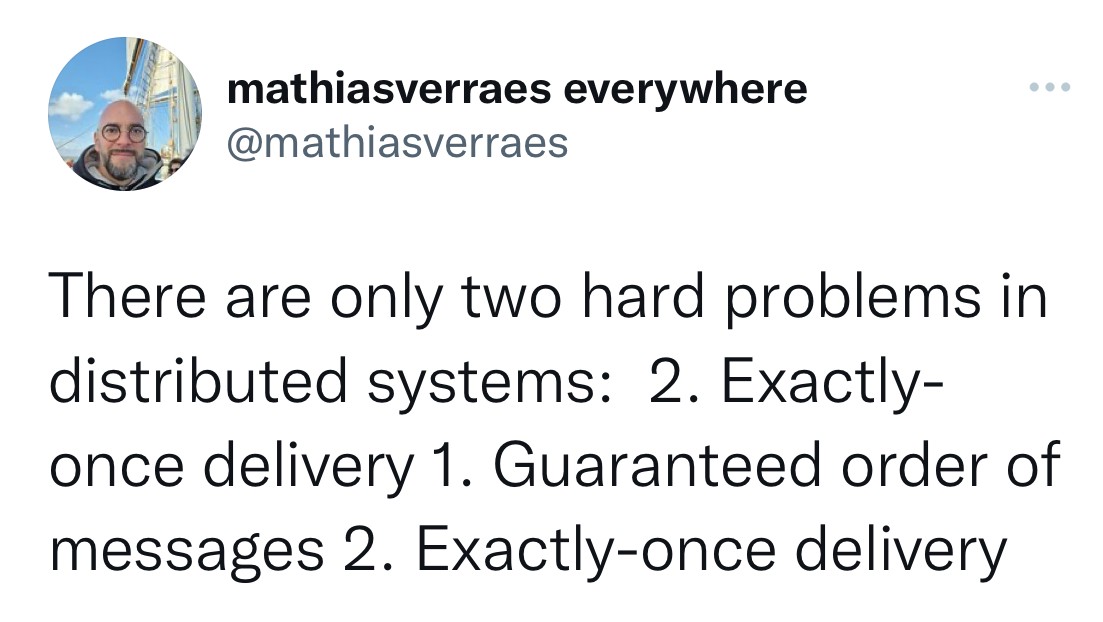 mathiasverraes everywhere
@mathiasverraes
There are only two hard problems in
distributed systems:  2. Exactly-
once delivery 1. Guaranteed order of
messages 2. Exactly-once delivery